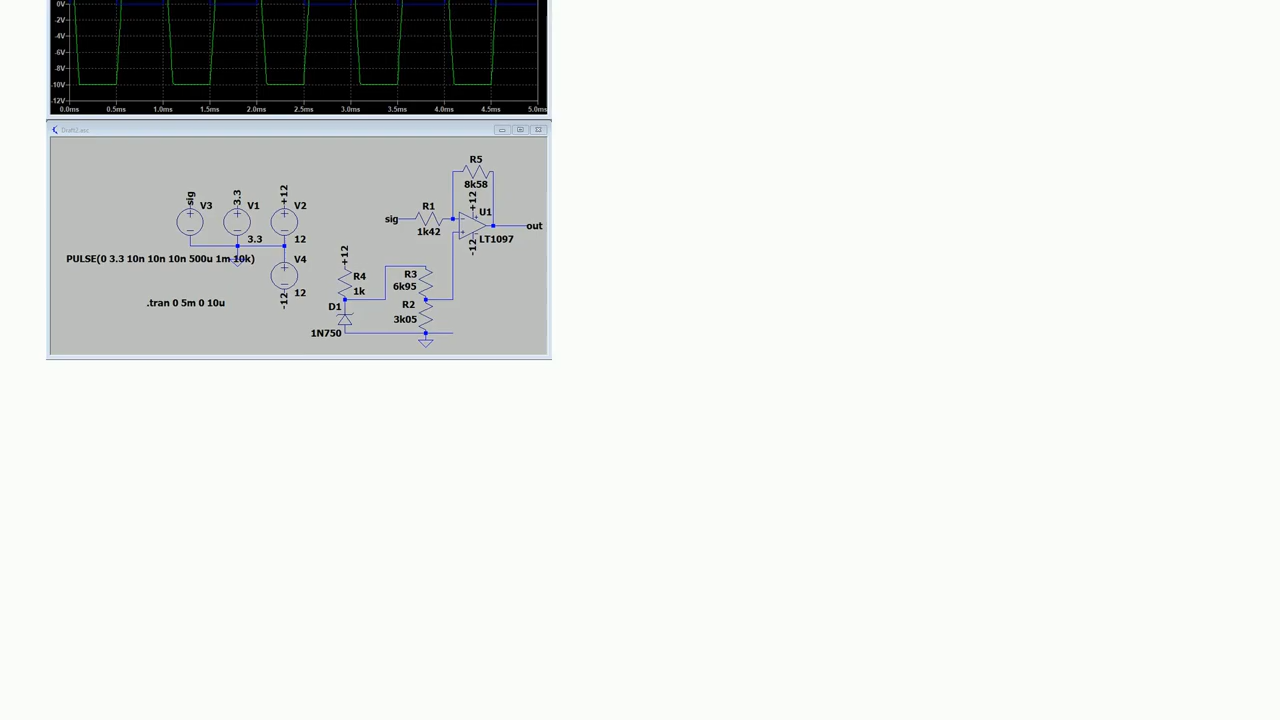 0V
-2V
-4V
-6V
-8V
-10V
-12V
0.0ms 0.5ms 1.0ms 1.5ms 2.0ms 2.5ms 3.0ms 3.5ms 4.0ms 4.5ms 5.0ms
Draft2.asc
R5
8k58
sig 3.3 +12
V3 V1 V2
3.3 12
+12
U1
R1
sig out
1k42
LT1097
-12
PULSE(0 3.3 10n 10n 10n 500u 1m 10k)
V4
12
-12
.tran 0 5m 0 10u
+12
R4
1k
R3
6k95
D1
R2
3k05
1N750